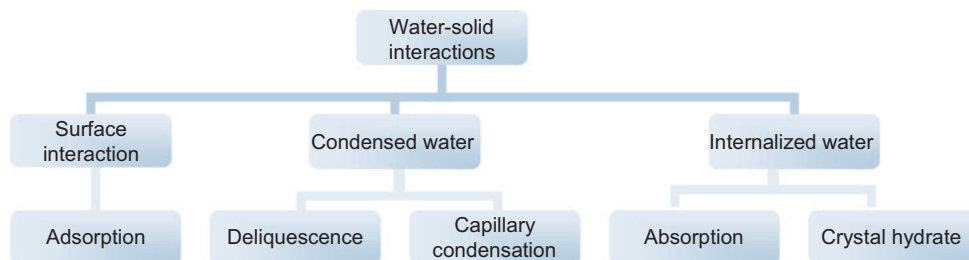 Water-solid
interactions
Surface
interaction
Condensed water
Internalized water
Adsorption
Deliquescence
Capillary
condensation
Absorption
Crystal hydrate